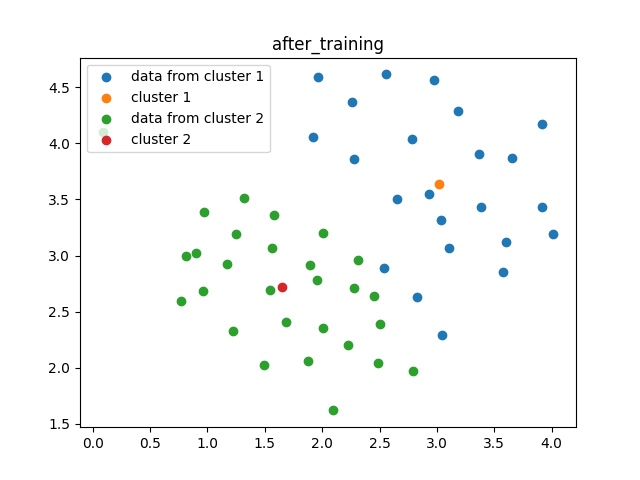 after_training
data from cluster 1
cluster 1
data from cluster 2
cluster 2
4.5
4.0
3.5
3.0
2.5
2.0
1.5
0.0 0.5 1.0 1.5 2.0 2.5 3.0 3.5 4.0